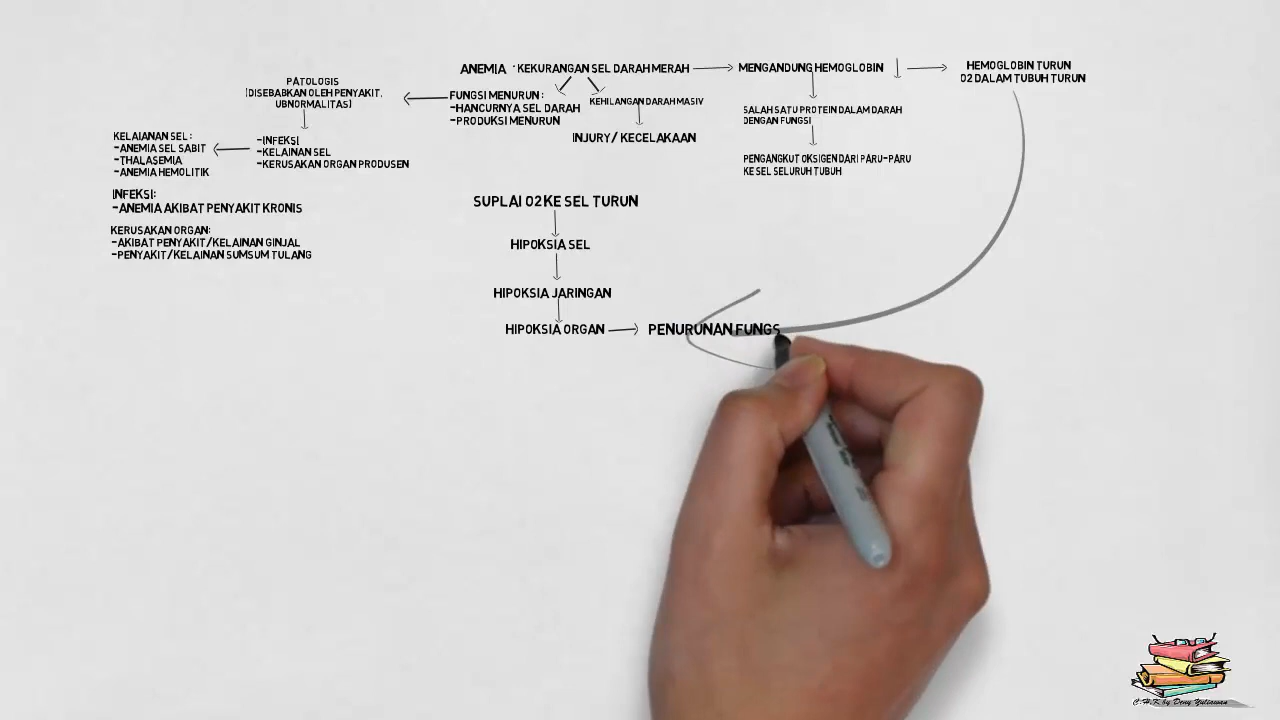 ANEMIA
KEKURANGAN SEL DARAH MERAH
MENGANDUNG HEMOGLOBIN
HEMOGLOBIN TURUN
O2 DALAM TUBUH TURUN
PATOLOGIS
(DISEBABKAN OLEH PENYAKIT,
UBNORMALITAS)
FUNGSI MENURUN :
-HANCURNYA SEL DARAH
-PRODUKSI MENURUN
KEHILANGAN DARAH MASIV
INJURY/ KECELAKAAN
SALAH SATU PROTEIN DALAM DARAH
DENGAN FUNGSI
PENGANGKUT OKSIGEN DARI PARU-PARU
KE SEL SELURUH TUBUH
KELAIANAN SEL :
-ANEMIA SEL SABIT
-THALASEMIA
-ANEMIA HEMOLITIK
-INFEKSI
-KELAINAN SEL
-KERUSAKAN ORGAN PRODUSEN
INFEKSI:
-ANEMIA AKIBAT PENYAKIT KRONIS
KERUSAKAN ORGAN:
-AKIBAT PENYAKIT/KELAINAN GINJAL
-PENYAKIT/KELAINAN SUMSUM TULANG
SUPLAI O2 KE SEL TURUN
HIPOKSIA SEL
HIPOKSIA JARINGAN
HIPOKSIA ORGAN
PENURUNAN FUNGS
C.H.K by Deny Yuliawan